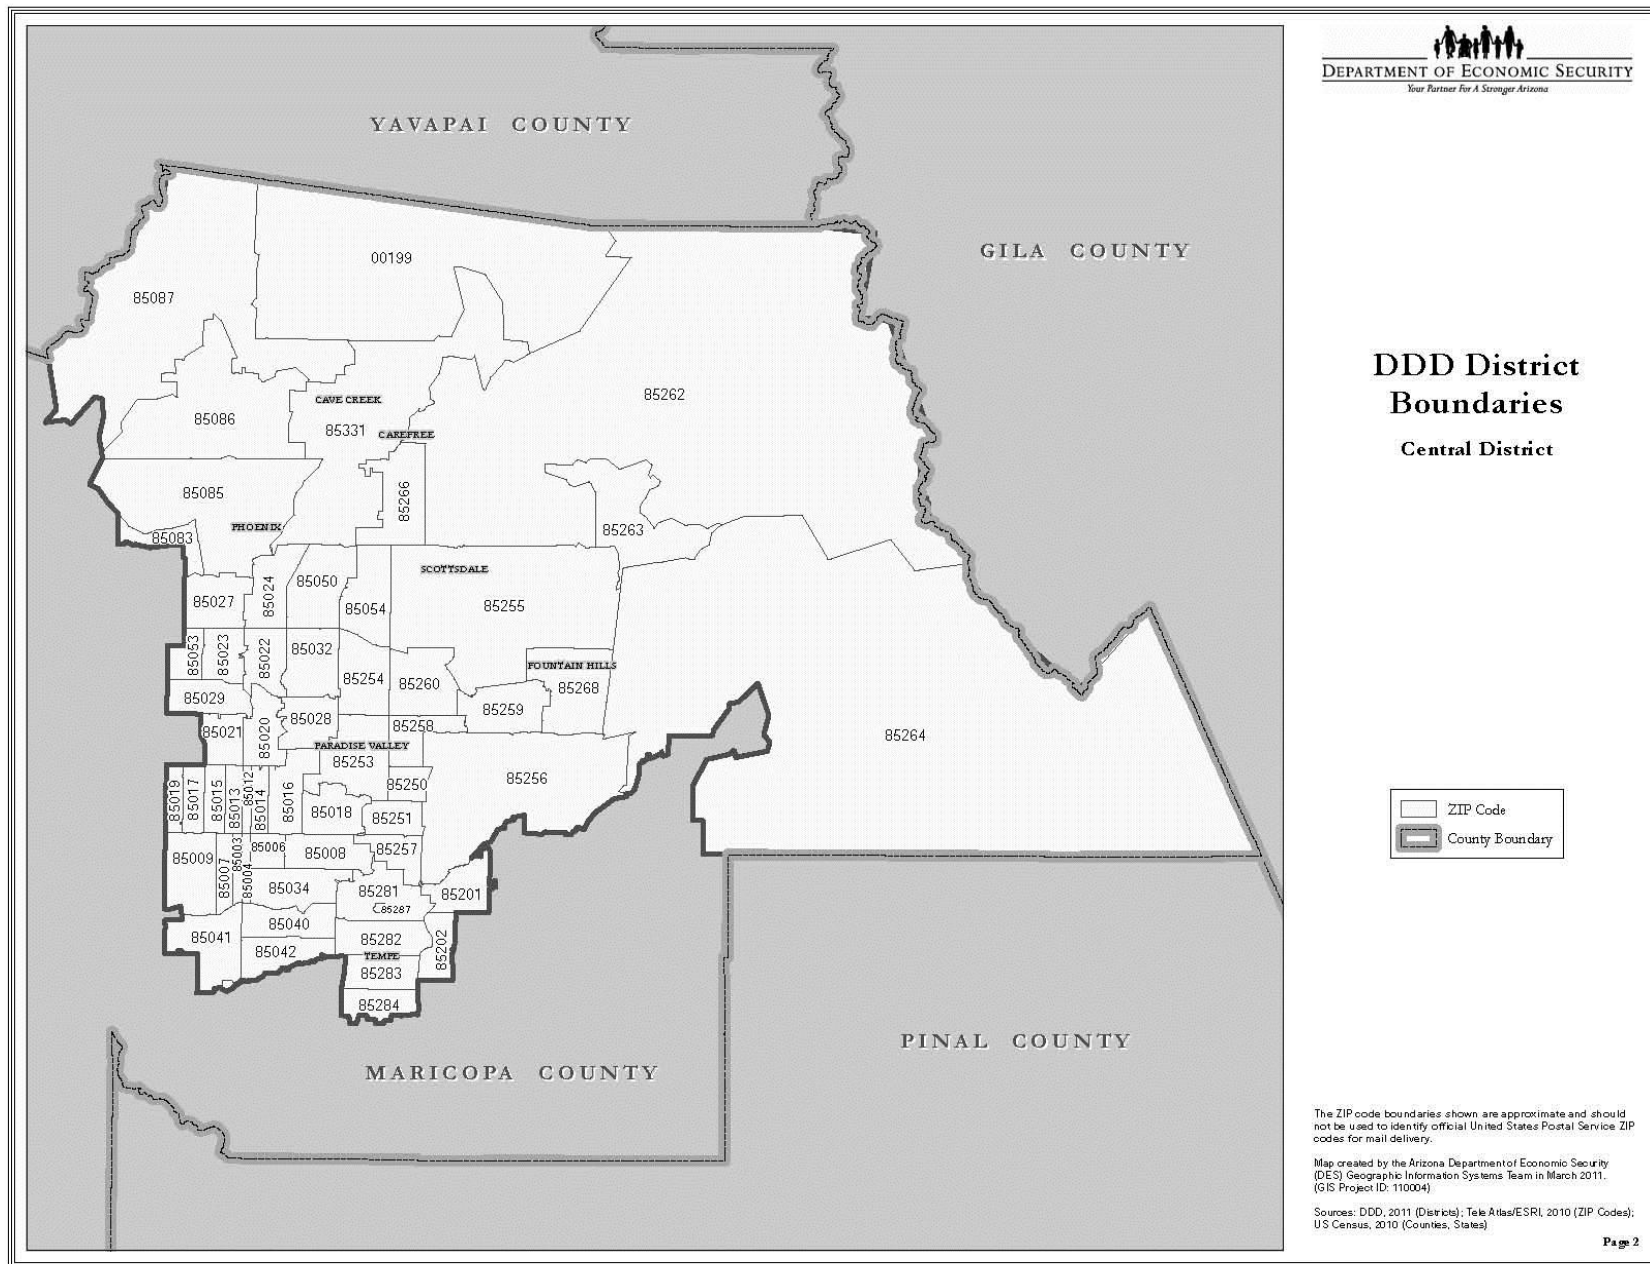 DEPARTMENT OF ECONOMIC SECURITY
Your Partner For A Stronger Arizona
YAVAPAI COUNTY
GILA COUNTY
00199
85087
DDD District
Boundaries
Central District
85262
CAVE CREEK
85086
85331
CAREFREE
85085
85266
PHOENIX
85263
85083
SCOTTSDALE
85050
85024
85027
85054
85255
85053
85023
85022
85032
FOUNTAIN HILLS
85254
85260
85268
85029
85259
85028
85258
85021
85020
85264
PARADISE VALLEY
85253
85256
85250
85019
85017
85015
85013
85012
85014
85016
85018
85251
ZIP Code
County Boundary
85009
85007
85003
85004
85006
85008
85257
85034
85281
85201
85287
85040
85041
85282
85202
85042
TEMPE
85283
85284
PINAL COUNTY
MARICOPA COUNTY
The ZIP code boundaries shown are approximate and should
not be used to identify official United States Postal Service ZIP
codes for mail delivery.
Map created by the Arizona Department of Economic Security
(DES) Geographic Information Systems Team in March 2011.
(GIS Project ID: 110004)
Sources: DDD, 2011 (Districts); Tele Atlas/ESRI, 2010 (ZIP Codes);
US Census, 2010 (Counties, States)
Page 2